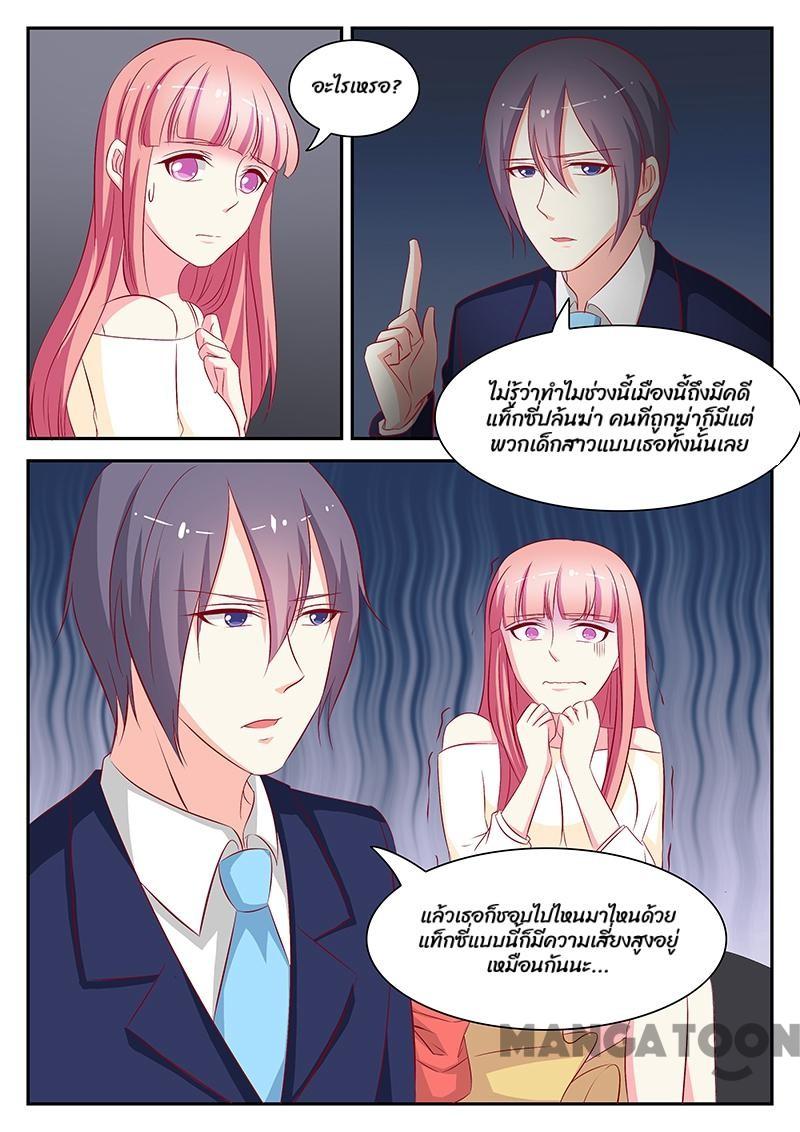 อะไรเหรอ?
ไม่รู้ว่าทำไมช่วงนี้เมืองนี้ถึงมีคดี
แท็กซี่ปล้นฆ่า คนที่ถูกฆ่าก็มีแต่
พวกเด็กสาวแบบเธอทั้งนั้นเลย
แล้วเธอก็ชอบไปไหนมาไหนด้วย
แท็กซี่แบบนี้ก็มีความเสี่ยงสูงอยู่
เหมือนกันนะ...
MANGATOON